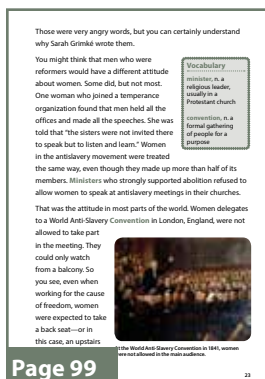 Those were very angry words, but you can certainly understand
why Sarah Grimké wrote them.
You might think that men who were
reformers would have a different attitude
about women. Some did, but not most.
One woman who joined a temperance
organization found that men held all the
offices and made all the speeches. She was
told that “the sisters were not invited there
to speak but to listen and learn.” Women
in the antislavery movement were treated
the same way, even though they made up more than half of its
members. Ministers who strongly supported abolition refused to
allow women to speak at antislavery meetings in their churches.
Vocabulary
minister, n. a
religious leader,
usually in a
Protestant church
convention, n. a
formal gathering
of people for a
purpose
That was the attitude in most parts of the world. Women delegates
to a World Anti-Slavery Convention in London, England, were not
allowed to take part
in the meeting. They
could only watch
from a balcony. So
you see, even when
working for the cause
of freedom, women
were expected to take
a back seat—or in
this case, an upstairs
At the World Anti-Slavery Convention in 1841, women
were not allowed in the main audience.
Page 99
23